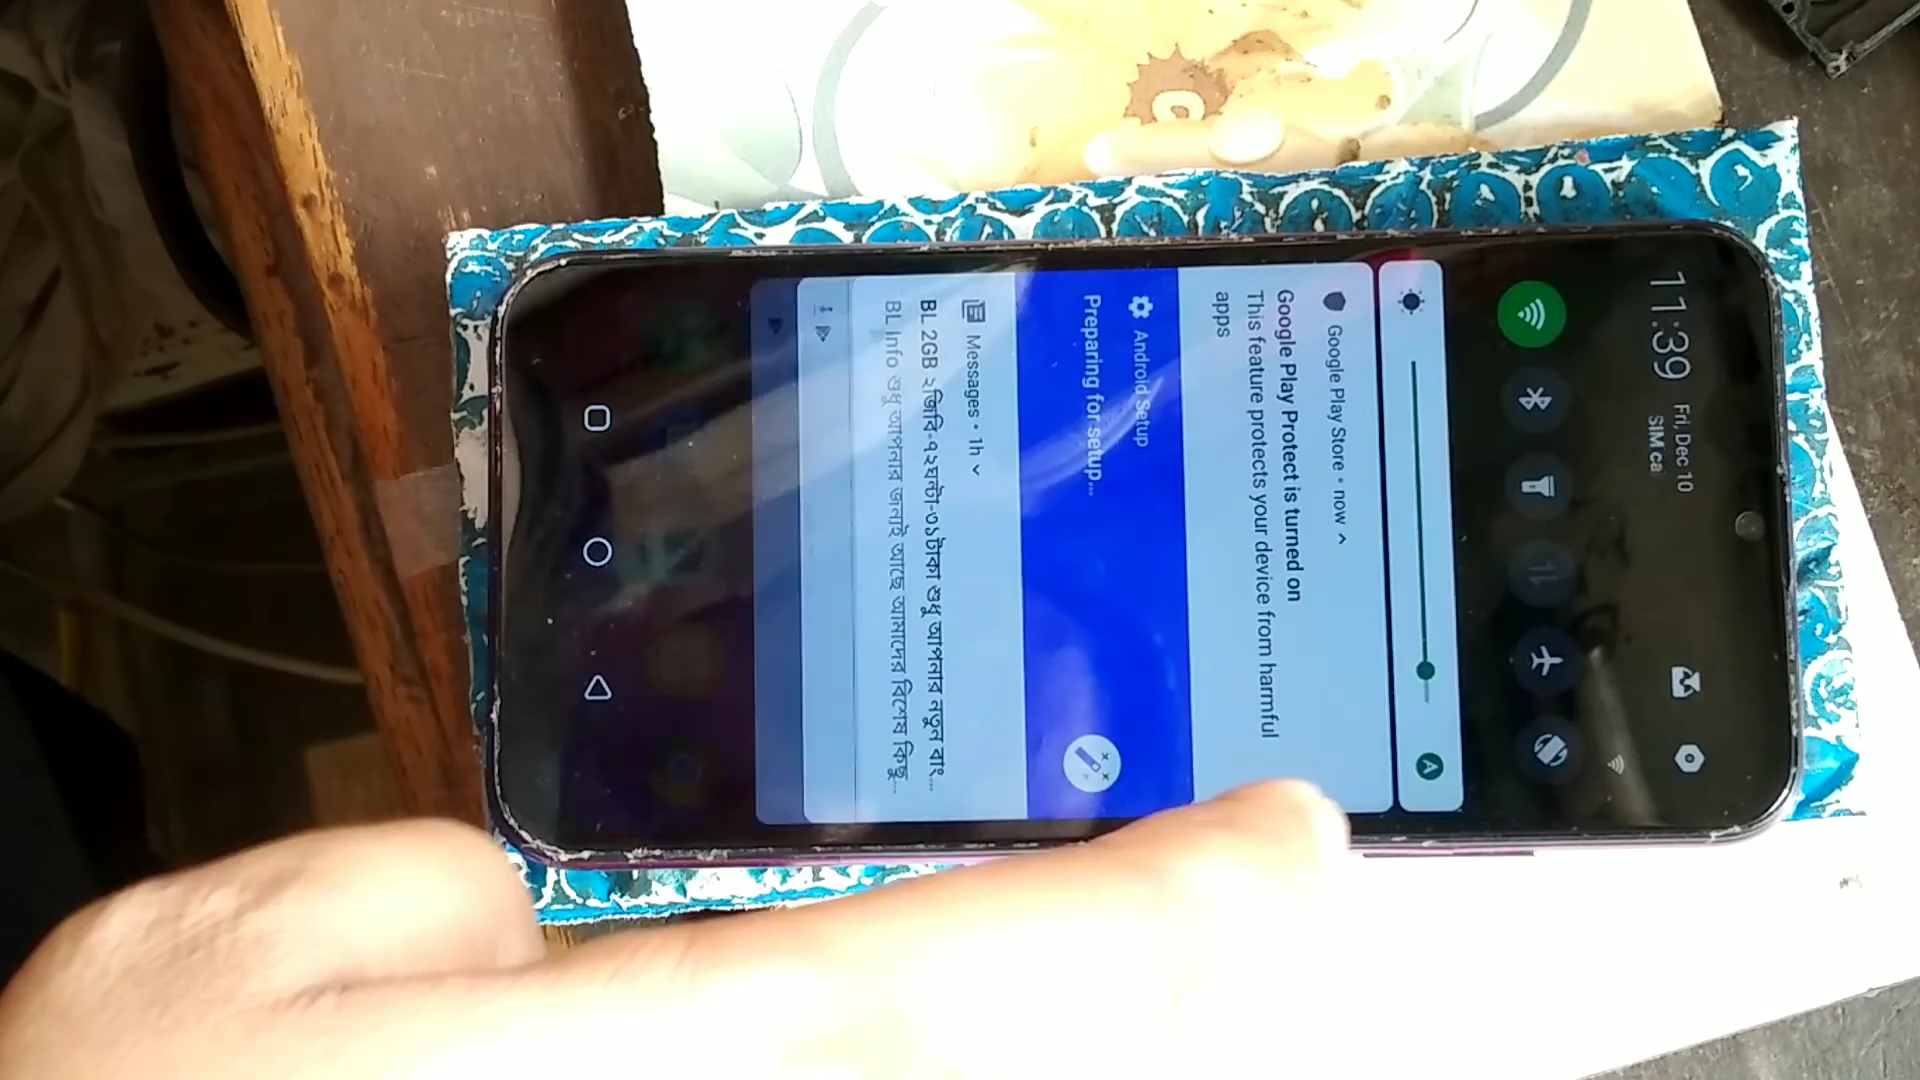 11:39 Fri, Dec 10
SIM ca
A
Google Play Store • now
Google Play Protect is turned on
This feature protects your device from harmful
apps
Android Setup
Preparing for setup...
Messages • 1h
BL 2GB ২জিবি-৭২ঘন্টা-৩১টাকা শুধু আপনার নতুন বাং...
BL Info শুধু আপনার জন্যই আছে আমাদের বিশেষ কিছু...